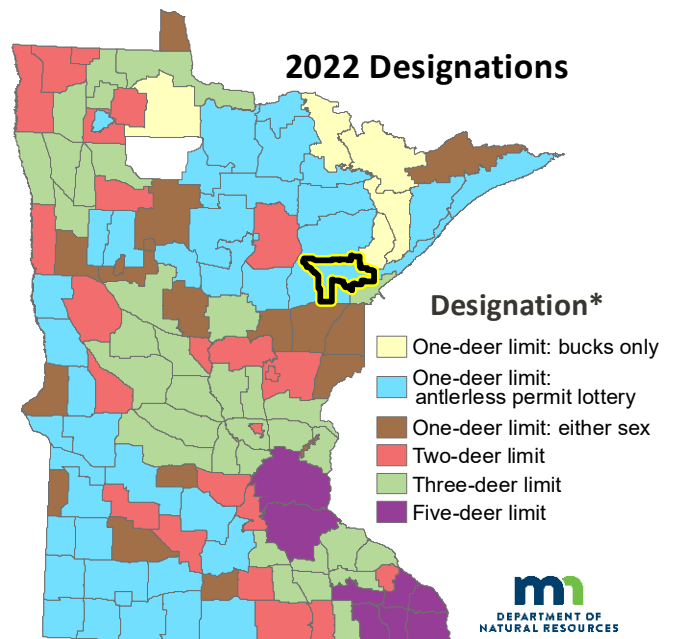 2022 Designations
Designation*
One-deer limit: bucks only
One-deer limit:
antlerless permit lottery
One-deer limit: either sex
Two-deer limit
Three-deer limit
Five-deer limit
mn
DEPARTMENT OF
NATURAL RESOURCES